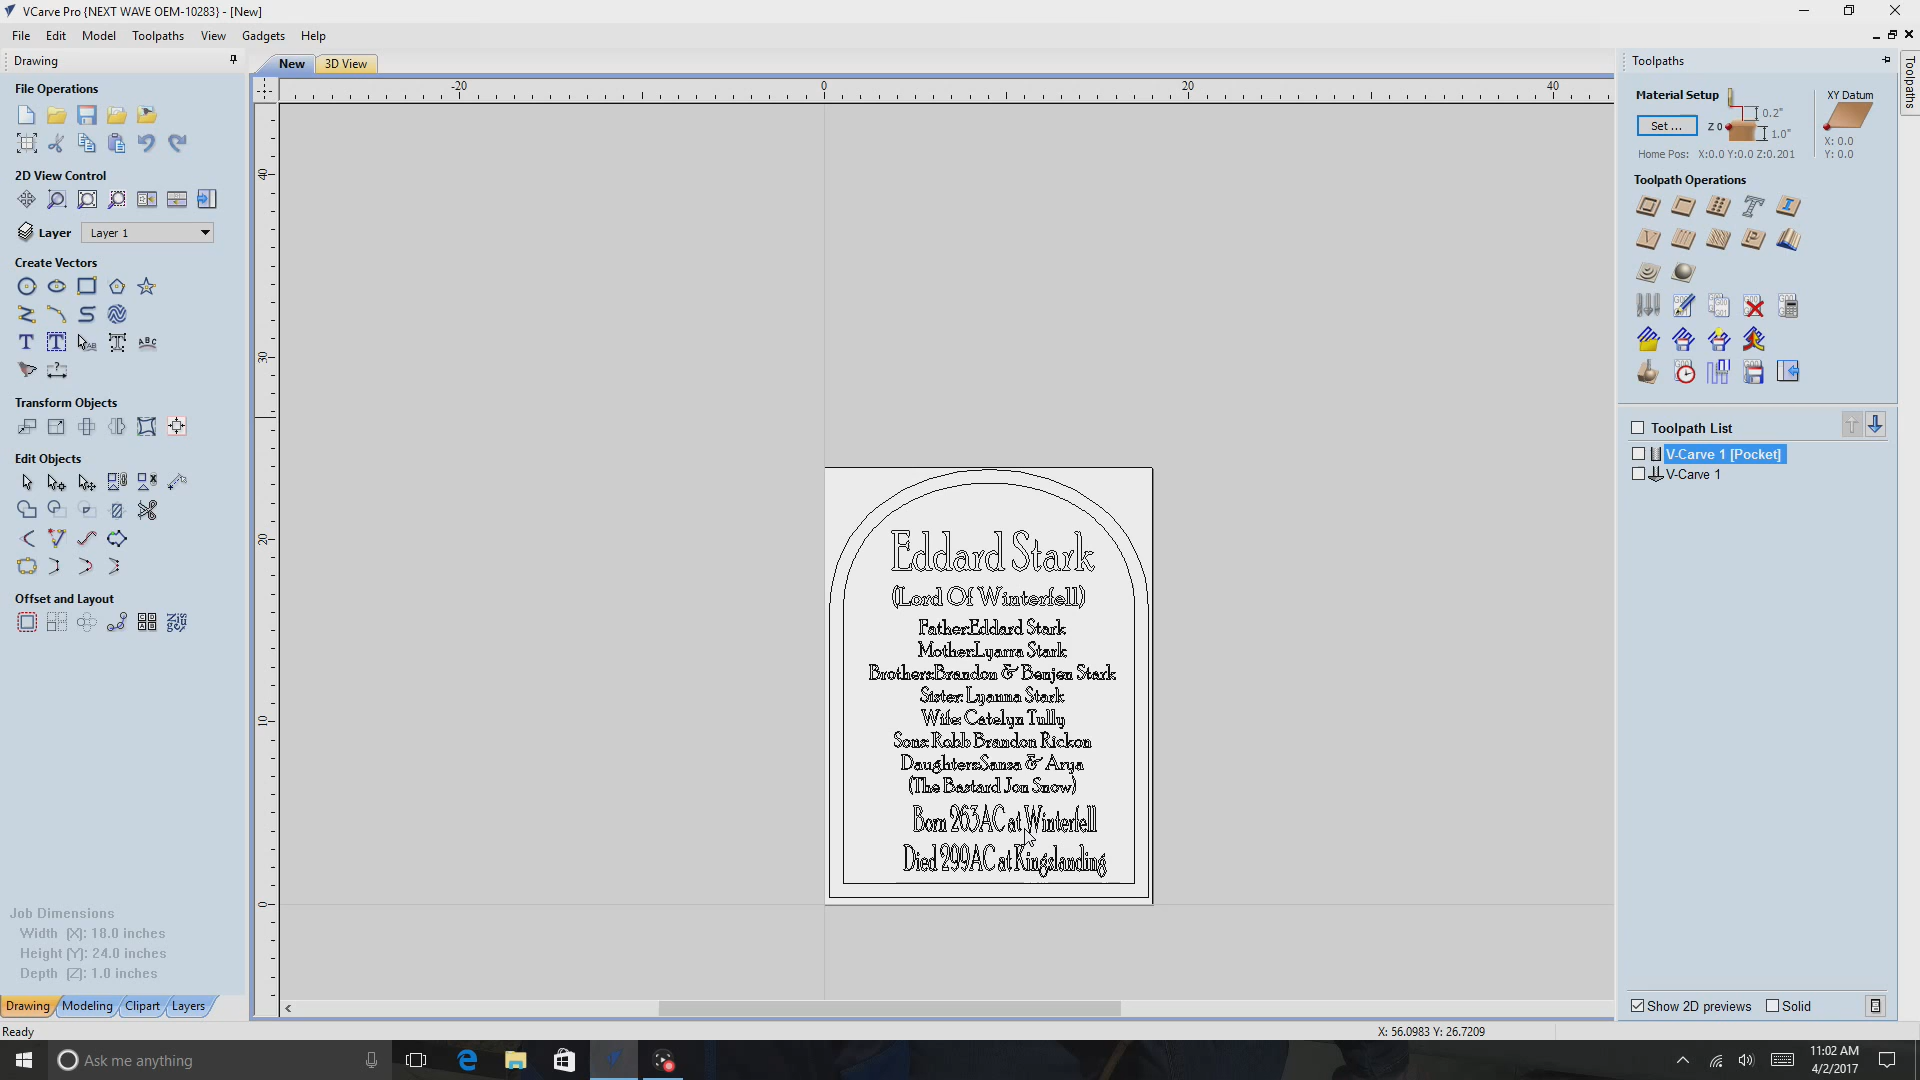 VCarve Pro {NEXT WAVE OEM-10283} - [New]
File Edit Model Toolpaths View Gadgets Help
Drawing
File Operations
2D View Control
Layer Layer 1
Create Vectors
Transform Objects
Edit Objects
Offset and Layout
Job Dimensions
Width (X): 18.0 inches
Height (Y): 24.0 inches
Depth (Z): 1.0 inches
Drawing Modeling Clipart Layers
Ready
New 3D View
-20 0 20 40
40
30
20
10
0
Eddard Stark
(Lord Of Winterfell)
Father:Eddard Stark
Mother:Lyarra Stark
Brothers:Brandon & Benjen Stark
Sister: Lyanna Stark
Wife: Catelyn Tully
Sons: Robb Brandon Rickon
Daughters:Sansa & Arya
(The Bastard Jon Snow)
Born 263AC at Winterfell
Died 299AC at Kingslanding
Toolpaths
Toolpaths
Material Setup
Set ...
Z 0
0.2"
1.0"
XY Datum
X: 0.0
Y: 0.0
Home Pos: X:0.0 Y:0.0 Z:0.201
Toolpath Operations
Toolpath List
V-Carve 1 [Pocket]
V-Carve 1
Show 2D previews Solid
X: 56.0983 Y: 26.7209
Ask me anything
11:02 AM
4/2/2017